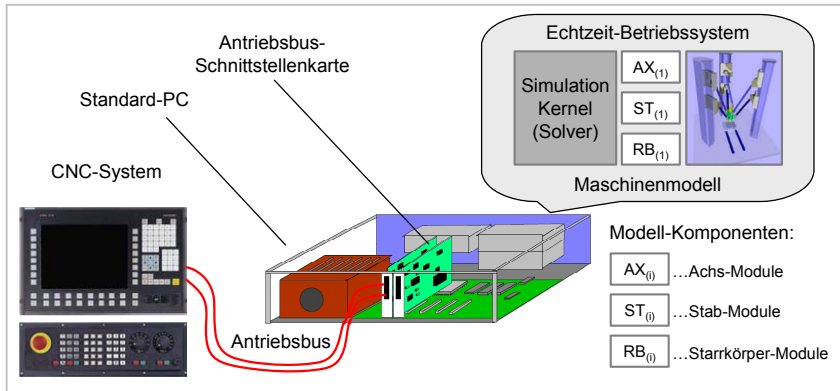 Antriebsbus-
Schnittstellenkarte
Standard-PC
CNC-System
Antriebsbus
Echtzeit-Betriebssystem
Simulation
Kernel
(Solver)
AX(1)
ST(1)
RB(1)
Maschinenmodell
Modell-Komponenten:
AX(i) ...Achs-Module
ST(i) ...Stab-Module
RB(i) ...Starrkörper-Module